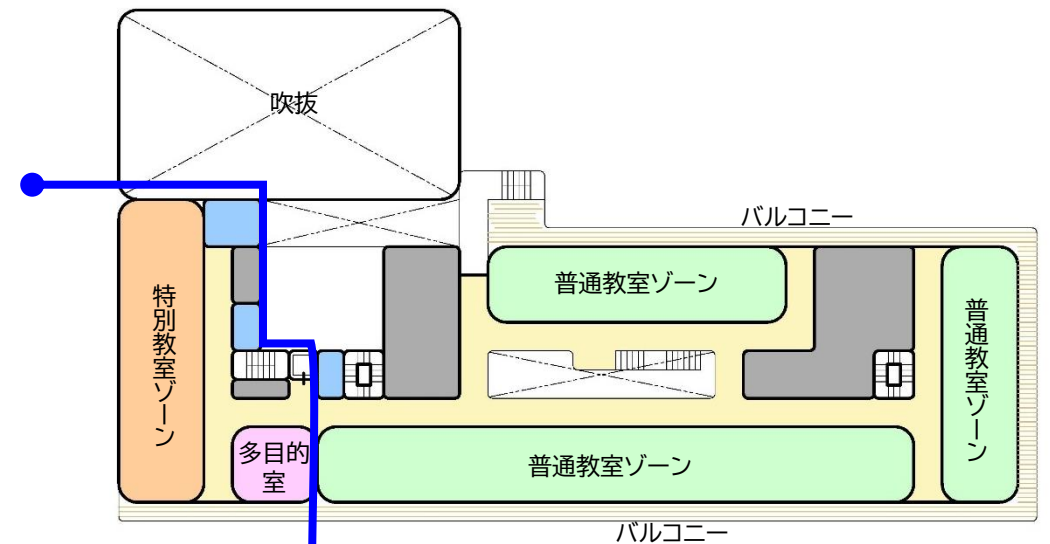 吹抜
バルコニー
普通教室ゾーン
特別教室ゾーン
普通教室ゾーン
多目的
室
普通教室ゾーン
バルコニー